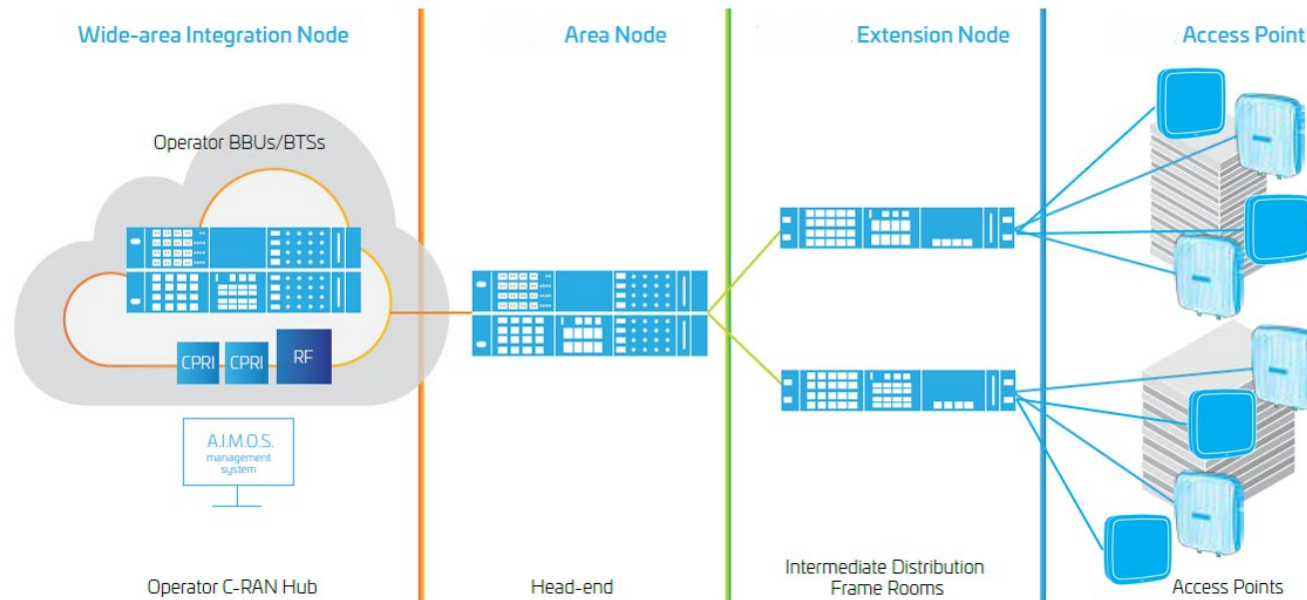 Wide-area Integration Node
Area Node
Extension Node
Access Point
Operator BBUs/BTSs
CPRI
CPRI
RF
A.I.M.O.S.
management
system
Operator C-RAN Hub
Head-end
Intermediate Distribution
Frame Rooms
Access Points